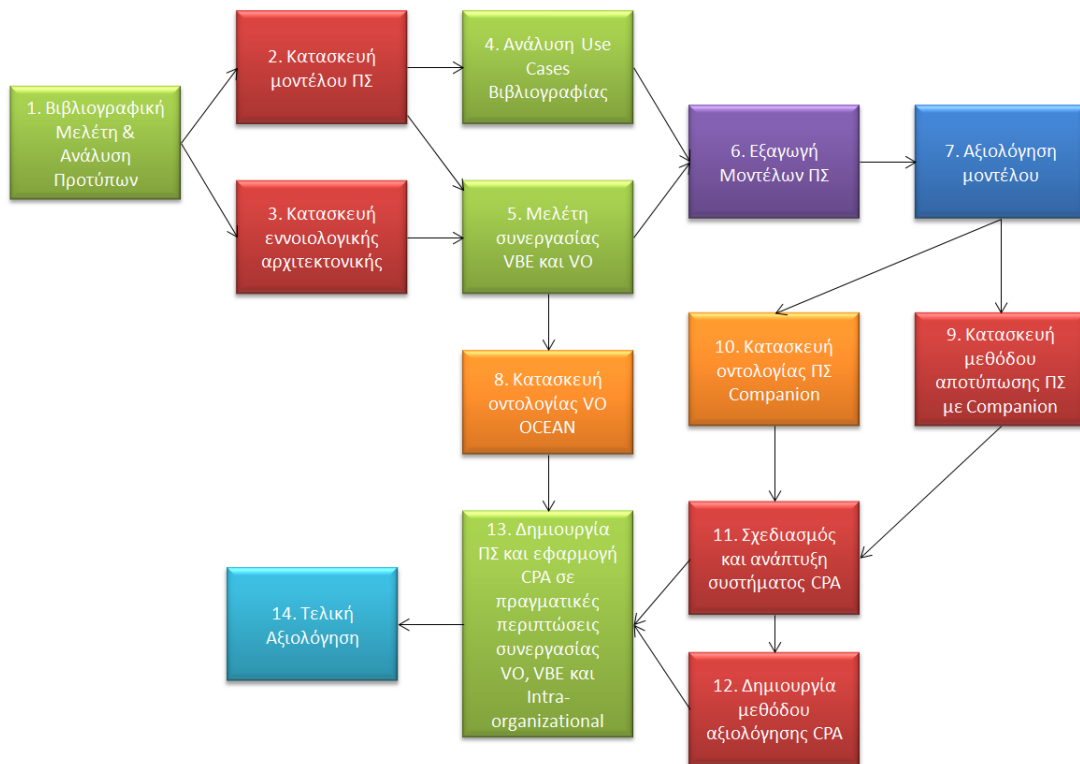 1. Βιβλιογραφική
Μελέτη &
Ανάλυση
Προτύπων
2. Κατασκευή
μοντέλου ΠΣ
3. Κατασκευή
εννοιολογικής
αρχιτεκτονικής
4. Ανάλυση Use
Cases
Βιβλιογραφίας
5. Μελέτη
συνεργασίας
VBE και VO
6. Εξαγωγή
Μοντέλων ΠΣ
7. Αξιολόγηση
μοντέλου
8. Κατασκευή
οντολογίας VO
OCEAN
9. Κατασκευή
μεθόδου
αποτύπωσης ΠΣ
με Companion
10. Κατασκευή
οντολογίας ΠΣ
Companion
11. Σχεδιασμός
και ανάπτυξη
συστήματος CPA
12. Δημιουργία
μεθόδου
αξιολόγησης CPA
13. Δημιουργία
ΠΣ και εφαρμογή
CPA σε
πραγματικές
περιπτώσεις
συνεργασίας
VO, VBE και
Intra-
organizational
14. Τελική
Αξιολόγηση